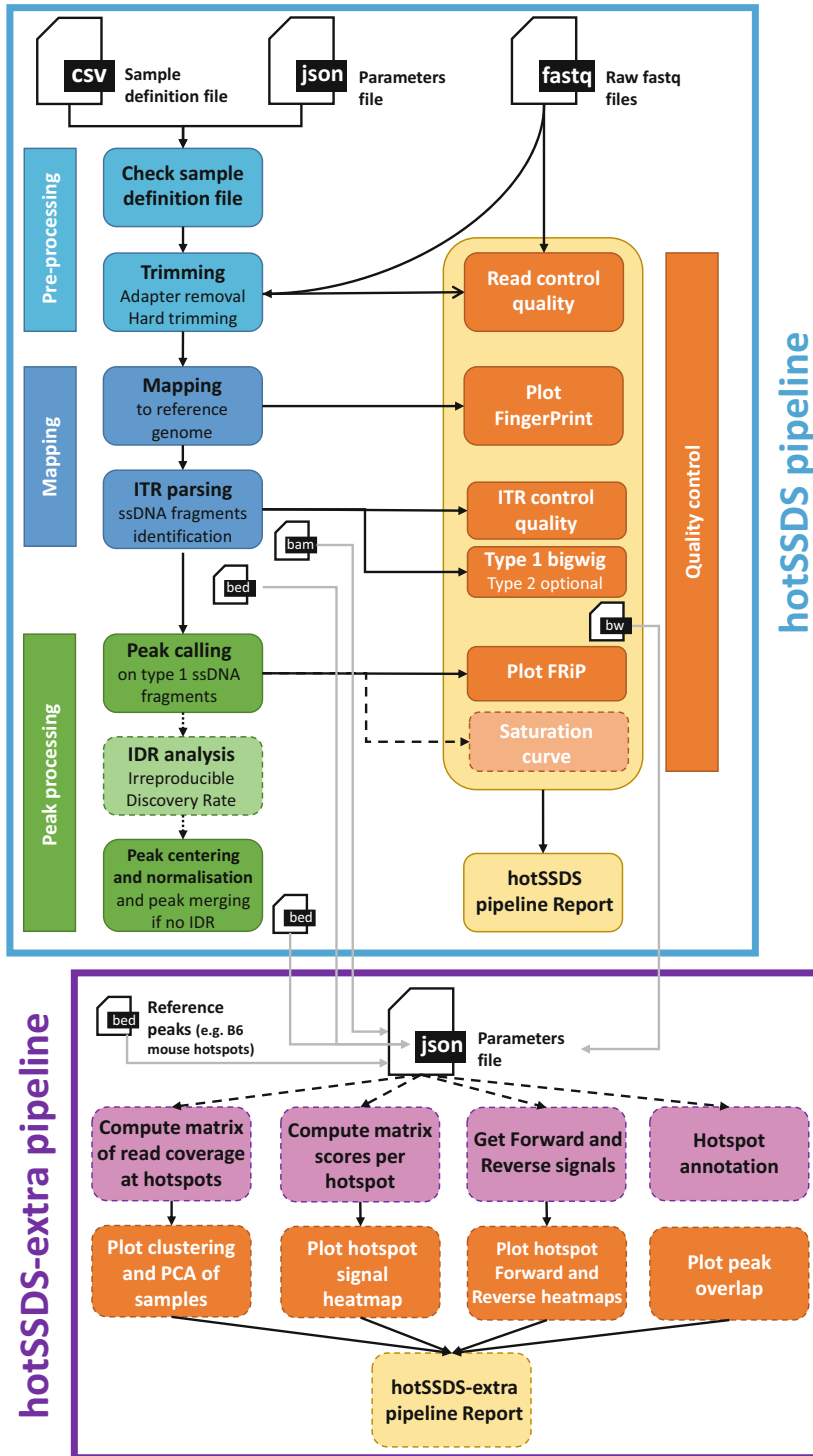 csv
Sample
definition file
json
Parameters
file
fastq
Raw fastq
files
Pre-processing
Check sample
definition file
Trimming
Adapter removal
Hard trimming
Read control
quality
Mapping
Mapping
to reference
genome
Plot
FingerPrint
ITR parsing
ssDNA fragments
identification
ITR control
quality
Type 1 bigwig
Type 2 optional
bam
bed
bw
Quality control
hotSSDS pipeline
Peak processing
Peak calling
on type 1 ssDNA
fragments
Plot FRiP
Saturation
curve
IDR analysis
Irreproducible
Discovery Rate
Peak centering
and normalisation
and peak merging
if no IDR
bed
hotSSDS
pipeline Report
hotSSDS-extra pipeline
bed
Reference
peaks (e.g. B6
mouse hotspots)
json
Parameters
file
Compute matrix
of read coverage
at hotspots
Compute matrix
scores per
hotspot
Get Forward and
Reverse signals
Hotspot
annotation
Plot clustering
and PCA of
samples
Plot hotspot
signal
heatmap
Plot hotspot
Forward and
Reverse heatmaps
Plot peak
overlap
hotSSDS-extra
pipeline Report